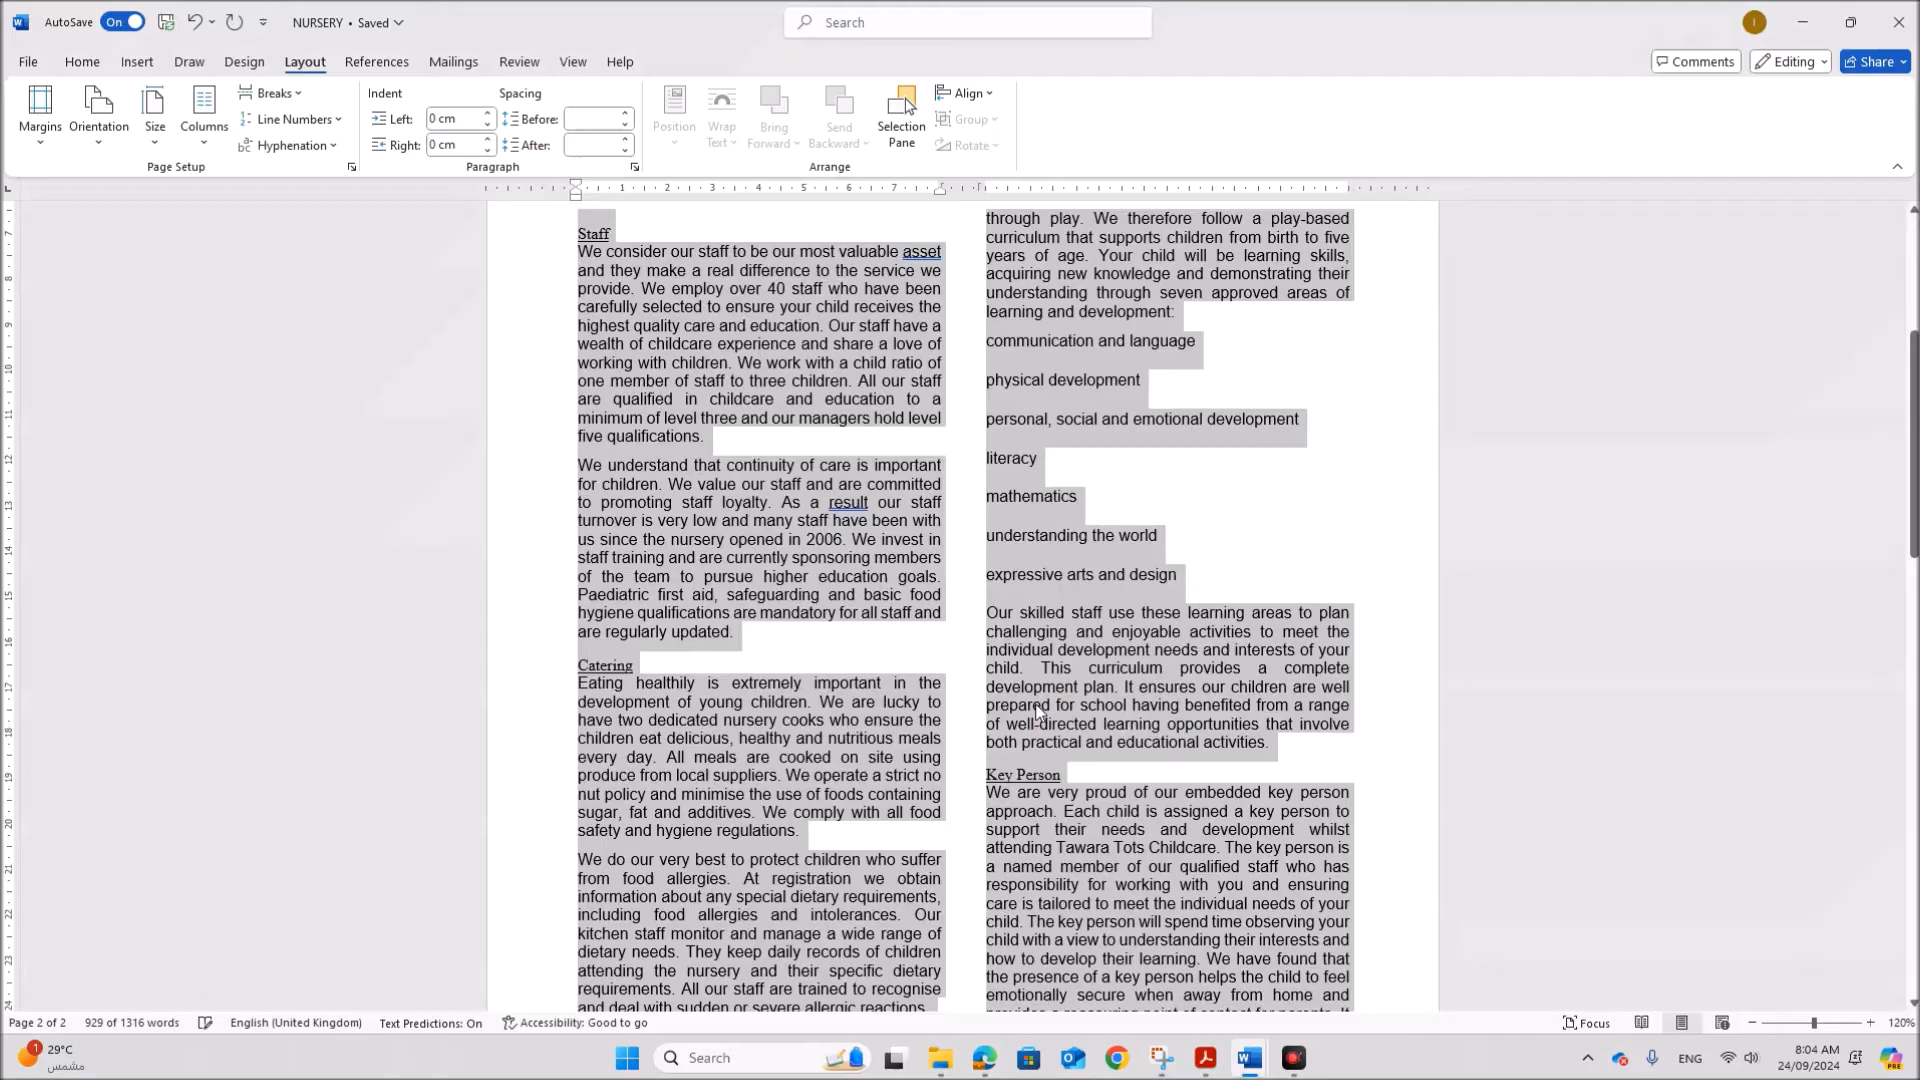 AutoSave On NURSERY • Saved Search I
File Home Insert Draw Design Layout References Mailings Review View Help Comments Editing Share
Margins Orientation Size Columns
Breaks
Line Numbers
Hyphenation
Page Setup
Indent Spacing
Left: 0 cm Before:
Right: 0 cm After:
Paragraph
Position Wrap Text Bring Forward Send Backward Selection Pane
Align
Group
Rotate
Arrange
1 2 3 4 5 6 7
Staff
We consider our staff to be our most valuable asset
and they make a real difference to the service we
provide. We employ over 40 staff who have been
carefully selected to ensure your child receives the
highest quality care and education. Our staff have a
wealth of childcare experience and share a love of
working with children. We work with a child ratio of
one member of staff to three children. All our staff
are qualified in childcare and education to a
minimum of level three and our managers hold level
five qualifications.
We understand that continuity of care is important
for children. We value our staff and are committed
to promoting staff loyalty. As a result our staff
turnover is very low and many staff have been with
us since the nursery opened in 2006. We invest in
staff training and are currently sponsoring members
of the team to pursue higher education goals.
Paediatric first aid, safeguarding and basic food
hygiene qualifications are mandatory for all staff and
are regularly updated.
Catering
Eating healthily is extremely important in the
development of young children. We are lucky to
have two dedicated nursery cooks who ensure the
children eat delicious, healthy and nutritious meals
every day. All meals are cooked on site using
produce from local suppliers. We operate a strict no
nut policy and minimise the use of foods containing
sugar, fat and additives. We comply with all food
safety and hygiene regulations.
We do our very best to protect children who suffer
from food allergies. At registration we obtain
information about any special dietary requirements,
including food allergies and intolerances. Our
kitchen staff monitor and manage a wide range of
dietary needs. They keep daily records of children
attending the nursery and their specific dietary
requirements. All our staff are trained to recognise
and deal with sudden or severe allergic reactions.
through play. We therefore follow a play-based
curriculum that supports children from birth to five
years of age. Your child will be learning skills,
acquiring new knowledge and demonstrating their
understanding through seven approved areas of
learning and development:
communication and language
physical development
personal, social and emotional development
literacy
mathematics
understanding the world
expressive arts and design
Our skilled staff use these learning areas to plan
challenging and enjoyable activities to meet the
individual development needs and interests of your
child. This curriculum provides a complete
development plan. It ensures our children are well
prepared for school having benefited from a range
of well-directed learning opportunities that involve
both practical and educational activities.
Key Person
We are very proud of our embedded key person
approach. Each child is assigned a key person to
support their needs and development whilst
attending Tawara Tots Childcare. The key person is
a named member of our qualified staff who has
responsibility for working with you and ensuring
care is tailored to meet the individual needs of your
child. The key person will spend time observing your
child with a view to understanding their interests and
how to develop their learning. We have found that
the presence of a key person helps the child to feel
emotionally secure when away from home and
provides a reassuring point of contact for parents. It
Page 2 of 2 929 of 1316 words English (United Kingdom) Text Predictions: On Accessibility: Good to go Focus 120%
1 29°C
مشمس
Search
ENG
8:04 AM
24/09/2024
PRE